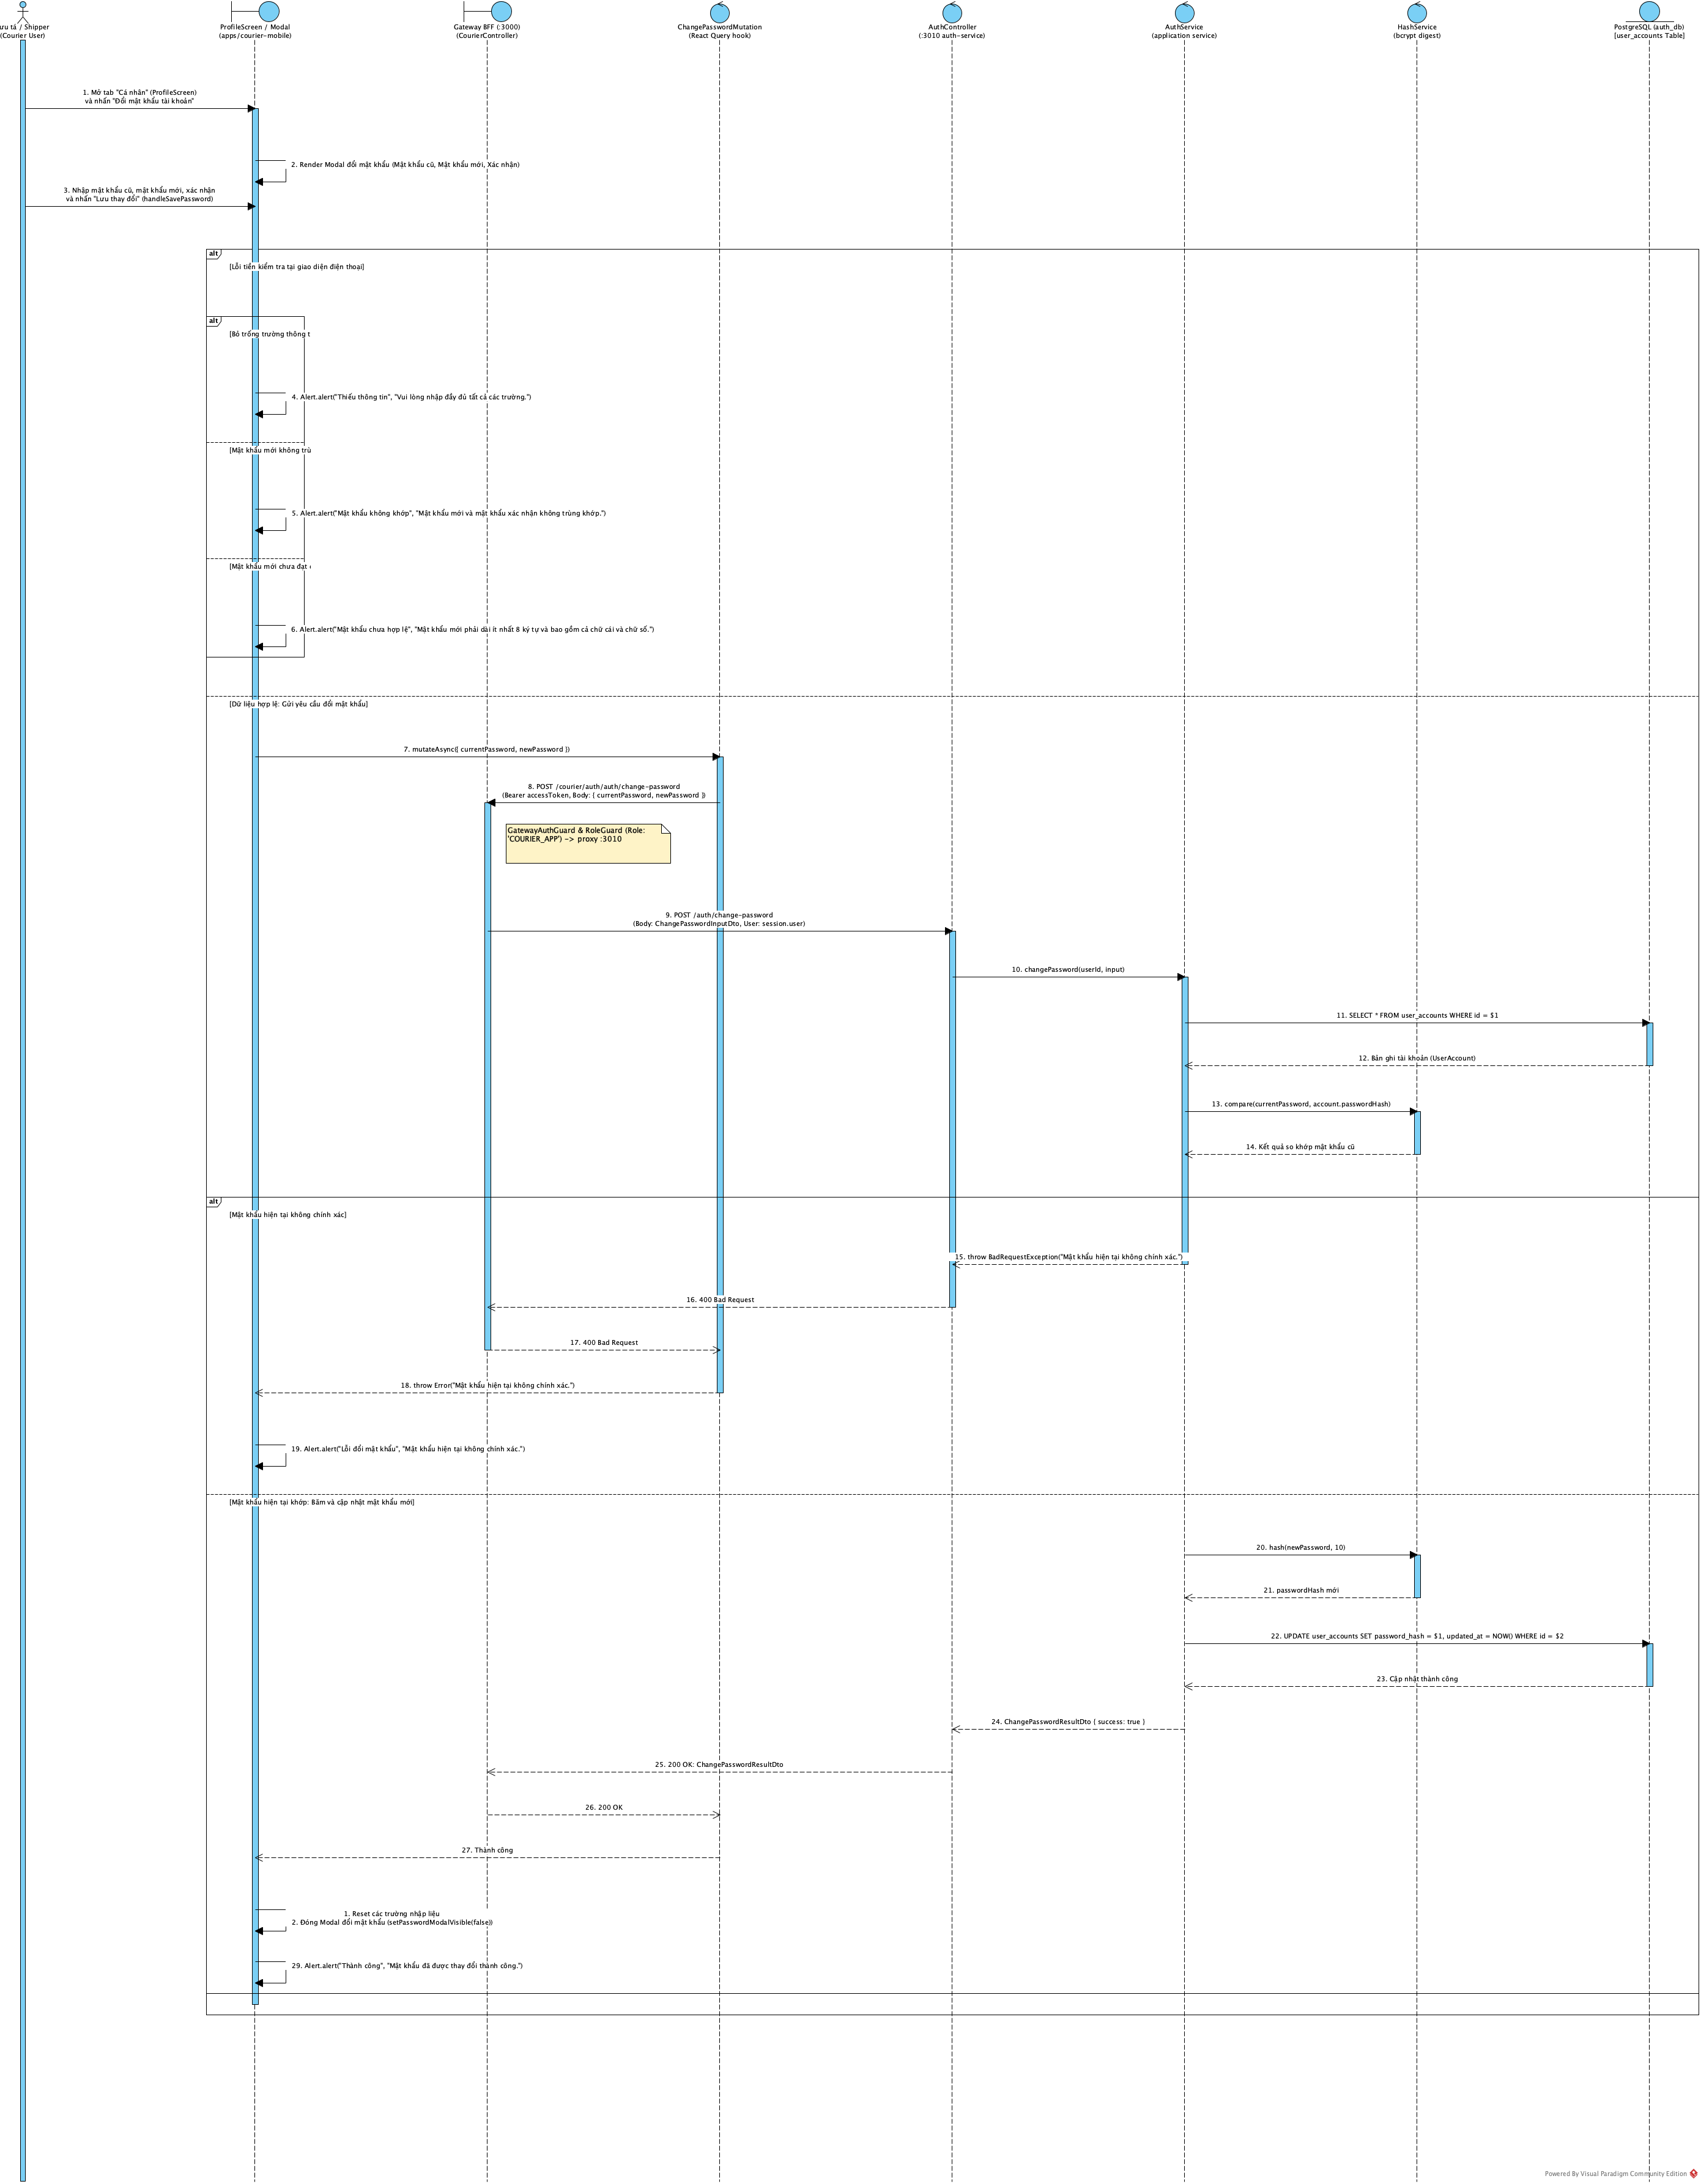 ưu tá / Shipper
(Courier User)
ProfileScreen / Modal
(apps/courier-mobile)
Gateway BFF (:3000)
(CourierController)
ChangePasswordMutation
(React Query hook)
AuthController
(:3010 auth-service)
AuthService
(application service)
HashService
(bcrypt digest)
PostgreSQL (auth_db)
[user_accounts Table]
1. Mở tab "Cá nhân" (ProfileScreen)
và nhấn "Đổi mật khẩu tài khoản"
2. Render Modal đổi mật khẩu (Mật khẩu cũ, Mật khẩu mới, Xác nhận)
3. Nhập mật khẩu cũ, mật khẩu mới, xác nhận
và nhấn "Lưu thay đổi" (handleSavePassword)
alt
[Lỗi tiền kiểm tra tại giao diện điện thoại]
alt
[Bỏ trống trường thông t
4. Alert.alert("Thiếu thông tin", "Vui lòng nhập đầy đủ tất cả các trường.")
[Mật khẩu mới không trù
5. Alert.alert("Mật khẩu không khớp", "Mật khẩu mới và mật khẩu xác nhận không trùng khớp.")
[Mật khẩu mới chưa đạt
6. Alert.alert("Mật khẩu chưa hợp lệ", "Mật khẩu mới phải dài ít nhất 8 ký tự và bao gồm cả chữ cái và chữ số.")
[Dữ liệu hợp lệ: Gửi yêu cầu đổi mật khẩu]
7. mutateAsync({ currentPassword, newPassword })
8. POST /courier/auth/auth/change-password
(Bearer accessToken, Body: { currentPassword, newPassword })
GatewayAuthGuard & RoleGuard (Role:
'COURIER_APP') -> proxy :3010
9. POST /auth/change-password
(Body: ChangePasswordInputDto, User: session.user)
10. changePassword(userId, input)
11. SELECT * FROM user_accounts WHERE id = $1
12. Bản ghi tài khoản (UserAccount)
13. compare(currentPassword, account.passwordHash)
14. Kết quả so khớp mật khẩu cũ
alt
[Mật khẩu hiện tại không chính xác]
15. throw BadRequestException("Mật khẩu hiện tại không chính xác.")
16. 400 Bad Request
17. 400 Bad Request
18. throw Error("Mật khẩu hiện tại không chính xác.")
19. Alert.alert("Lỗi đổi mật khẩu", "Mật khẩu hiện tại không chính xác.")
[Mật khẩu hiện tại khớp: Băm và cập nhật mật khẩu mới]
20. hash(newPassword, 10)
21. passwordHash mới
22. UPDATE user_accounts SET password_hash = $1, updated_at = NOW() WHERE id = $2
23. Cập nhật thành công
24. ChangePasswordResultDto { success: true }
25. 200 OK: ChangePasswordResultDto
26. 200 OK
27. Thành công
1. Reset các trường nhập liệu
2. Đóng Modal đổi mật khẩu (setPasswordModalVisible(false))
29. Alert.alert("Thành công", "Mật khẩu đã được thay đổi thành công.")
Powered By Visual Paradigm Community Edition